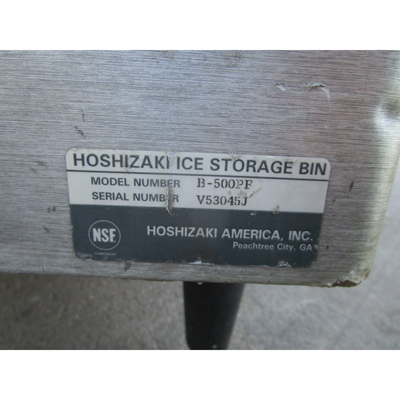 HOSHIZAKI ICE STORAGE BIN
MODEL NUMBER B-500PF
SERIAL NUMBER V53045J
NSF
HOSHIZAKI AMERICA, INC.
Peachtree City, GA